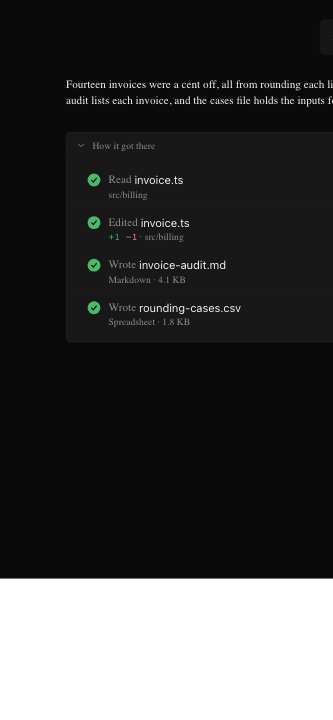 Fourteen invoices were a cent off, all from rounding each
audit lists each invoice, and the cases file holds the inputs
How it got there
Read invoice.ts
src/billing
Edited invoice.ts
+1 −1 · src/billing
Wrote invoice-audit.md
Markdown · 4.1 KB
Wrote rounding-cases.csv
Spreadsheet · 1.8 KB